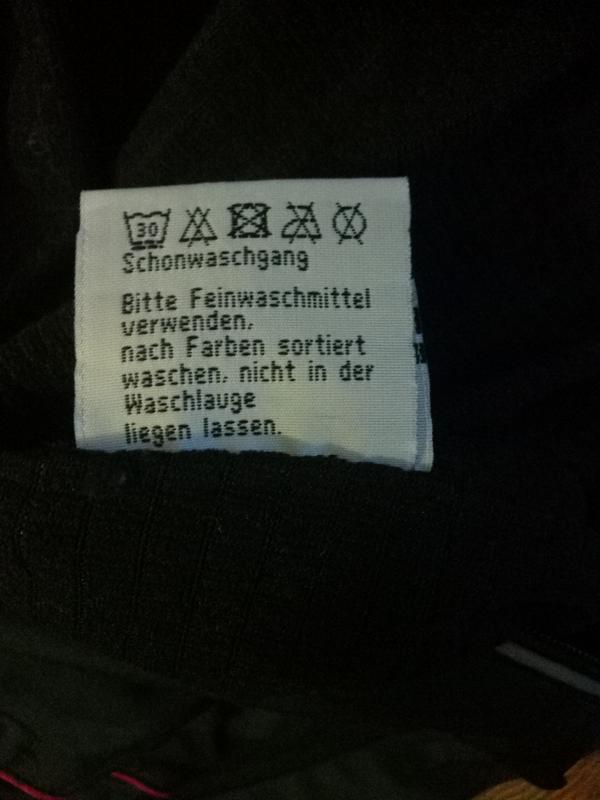 30
Schonwaschgang
Bitte Feinwaschmittel
verwenden,
nach Farben sortiert
waschen, nicht in der
Waschlauge
liegen lassen.